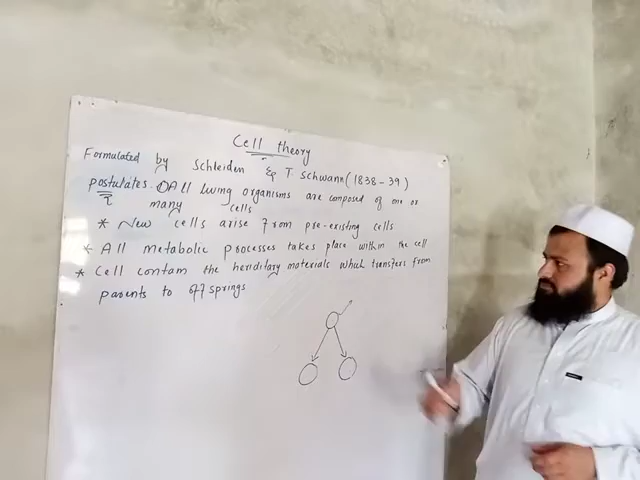 Cell theory
Formulated by Schleiden & T. Schwann (1838-39)
postulates. ① All living organisms are composed of one or
many cells
* New cells arise from pre-existing cells
* All metabolic processes takes place within the cell
* Cell contam the hereditary materials which transfers from
parents to offsprings